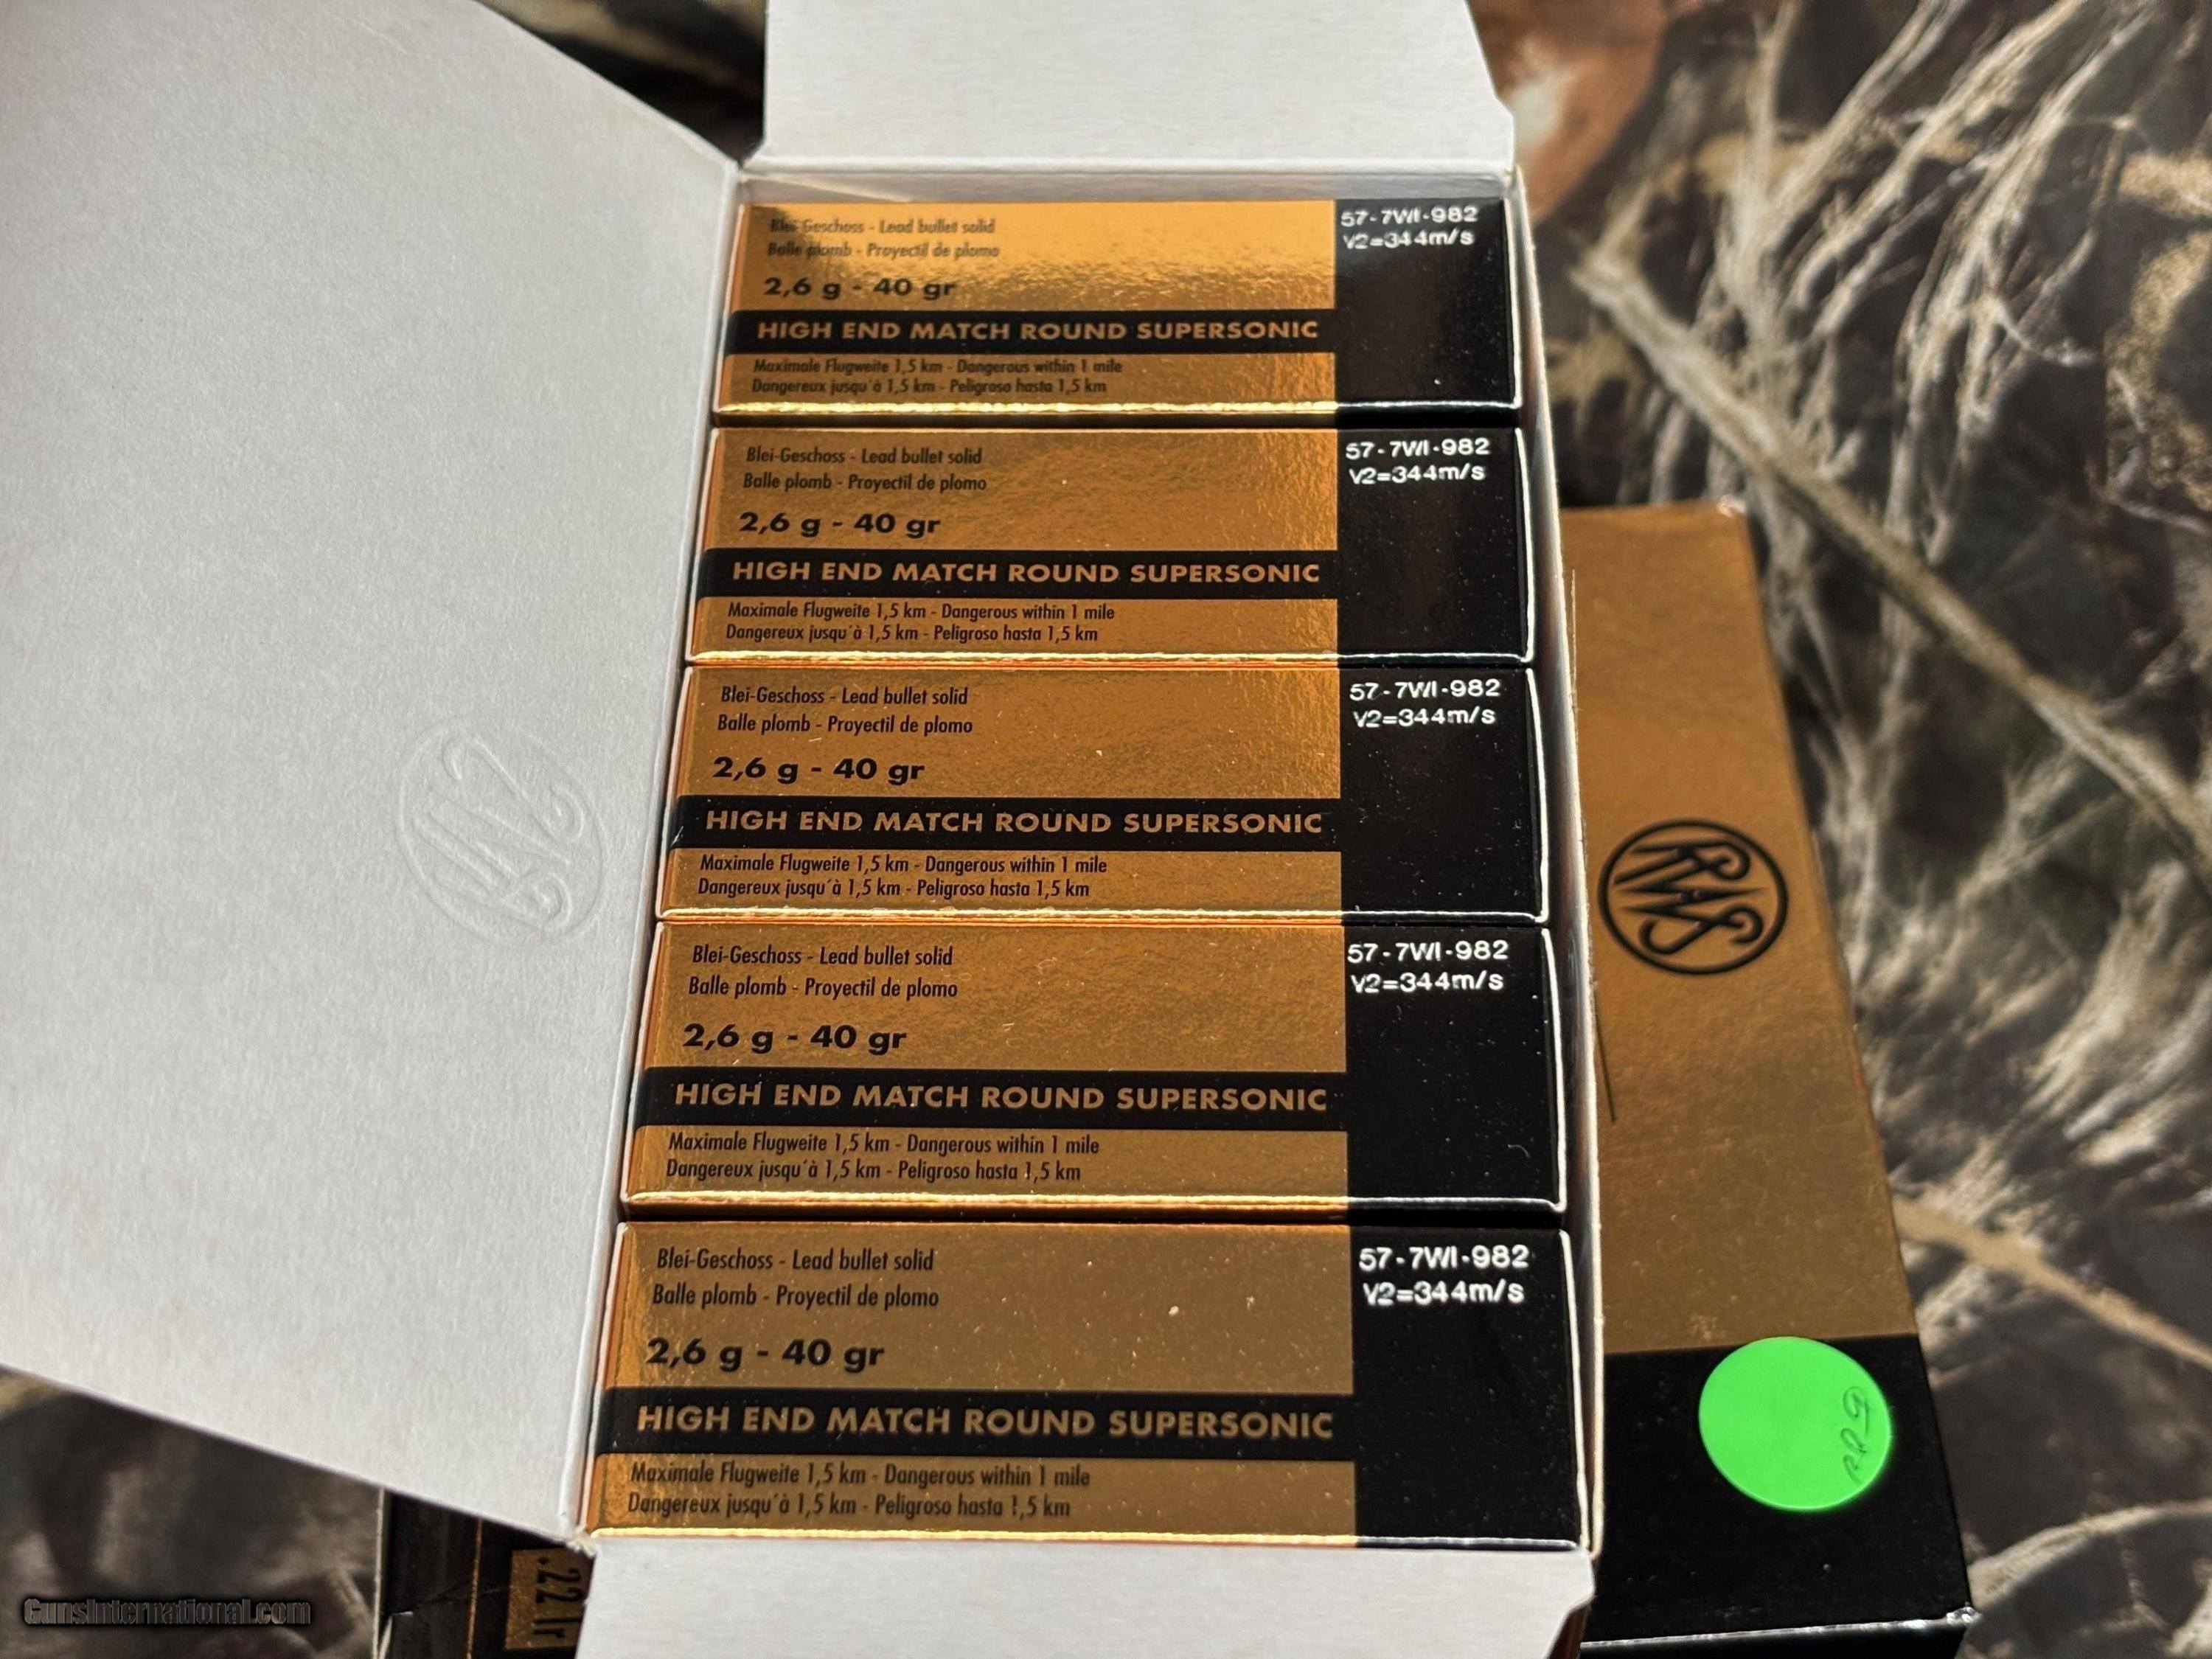 Blei-Geschoss - Lead bullet solid
Balle plomb - Proyectil de plomo
2,6 g - 40 gr
HIGH END MATCH ROUND SUPERSONIC
Maximale Flugweite 1,5 km - Dangerous within 1 mile
Dangereux jusqu´à 1,5 km - Peligroso hasta 1,5 km
57-7WI-982
V2=344m/s
Blei-Geschoss - Lead bullet solid
Balle plomb - Proyectil de plomo
2,6 g - 40 gr
HIGH END MATCH ROUND SUPERSONIC
Maximale Flugweite 1,5 km - Dangerous within 1 mile
Dangereux jusqu´à 1,5 km - Peligroso hasta 1,5 km
57-7WI-982
V2=344m/s
Blei-Geschoss - Lead bullet solid
Balle plomb - Proyectil de plomo
2,6 g - 40 gr
HIGH END MATCH ROUND SUPERSONIC
Maximale Flugweite 1,5 km - Dangerous within 1 mile
Dangereux jusqu´à 1,5 km - Peligroso hasta 1,5 km
57-7WI-982
V2=344m/s
Blei-Geschoss - Lead bullet solid
Balle plomb - Proyectil de plomo
2,6 g - 40 gr
HIGH END MATCH ROUND SUPERSONIC
Maximale Flugweite 1,5 km - Dangerous within 1 mile
Dangereux jusqu´à 1,5 km - Peligroso hasta 1,5 km
57-7WI-982
V2=344m/s
Blei-Geschoss - Lead bullet solid
Balle plomb - Proyectil de plomo
2,6 g - 40 gr
HIGH END MATCH ROUND SUPERSONIC
Maximale Flugweite 1,5 km - Dangerous within 1 mile
Dangereux jusqu´à 1,5 km - Peligroso hasta 1,5 km
57-7WI-982
V2=344m/s
RWS
RWS
.22 lr
GunsInternational.com